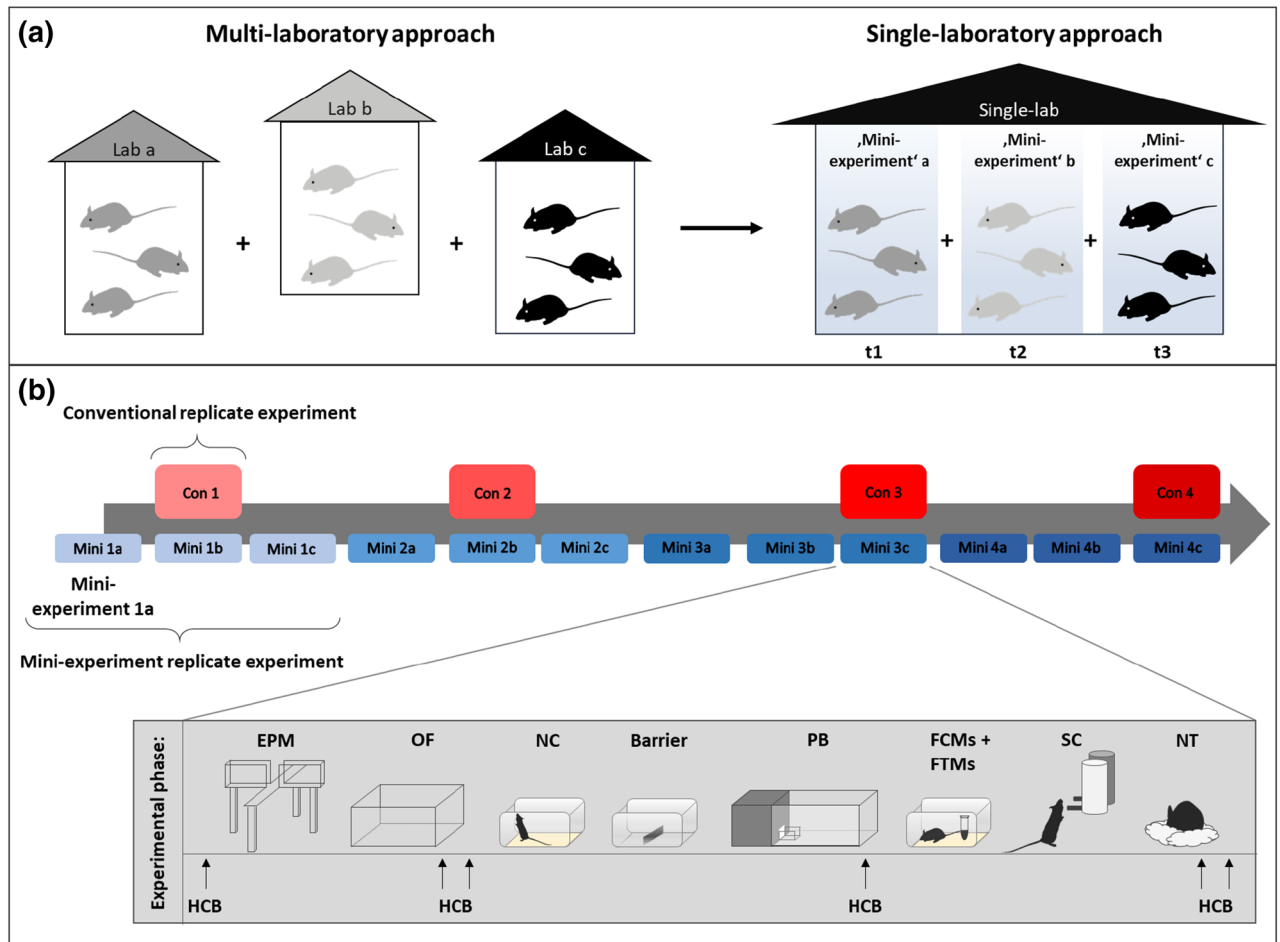 (a)
Multi-laboratory approach
Single-laboratory approach
Lab a
+
Lab b
+
Lab c
Single-lab
‚Mini-
experiment‘ a
‚Mini-
experiment‘ b
‚Mini-
experiment‘ c
+
+
t1
t2
t3
(b)
Conventional replicate experiment
Con 1
Con 2
Con 3
Con 4
Mini 1a
Mini 1b
Mini 1c
Mini 2a
Mini 2b
Mini 2c
Mini 3a
Mini 3b
Mini 3c
Mini 4a
Mini 4b
Mini 4c
Mini-
experiment 1a
Mini-experiment replicate experiment
Experimental phase:
EPM
OF
NC
Barrier
PB
FCMs +
FTMs
SC
NT
HCB
HCB
HCB
HCB